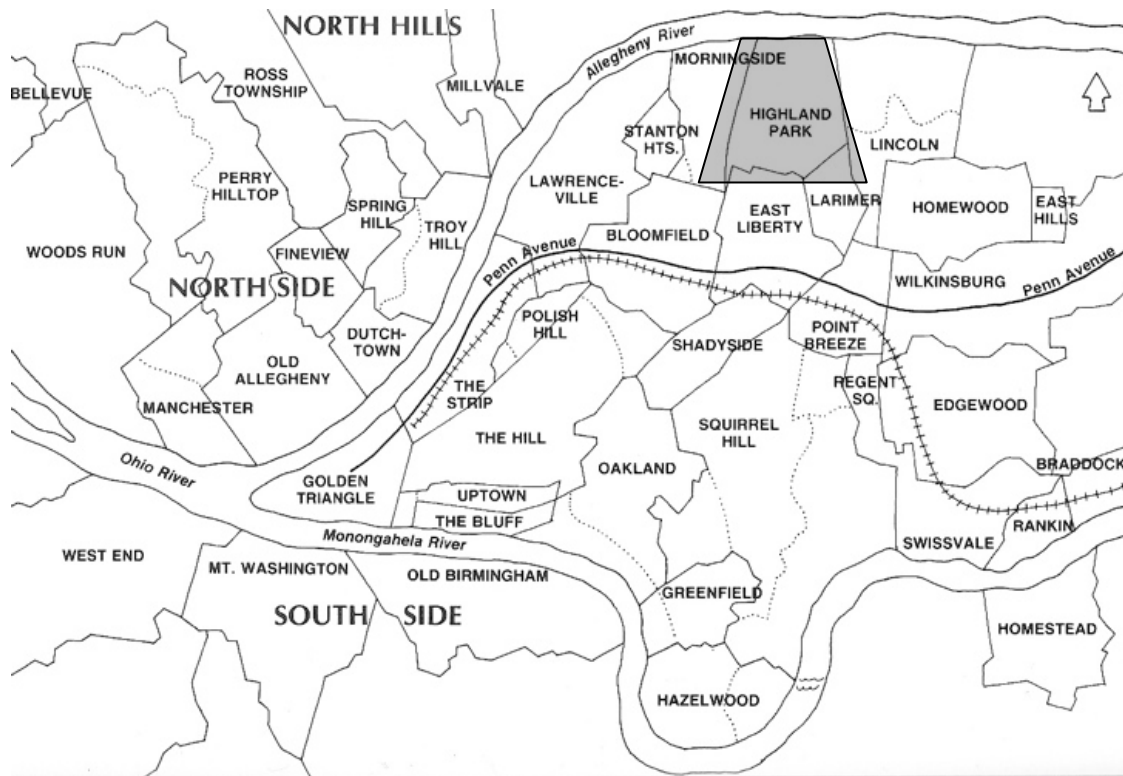 NORTH HILLS
Allegheny River
MORNINGSIDE
ROSS
TOWNSHIP
BELLEVUE
MILLVALE
HIGHLAND
PARK
STANTON
HTS.
LINCOLN
PERRY
HILLTOP
LAWRENCE-
VILLE
SPRING
HILL
LARIMER
HOMEWOOD
EAST
HILLS
EAST
LIBERTY
TROY
HILL
BLOOMFIELD
WOODS RUN
FINEVIEW
Penn Avenue
Penn Avenue
WILKINSBURG
NORTH SIDE
POLISH
HILL
DUTCH-
TOWN
POINT
BREEZE
SHADYSIDE
OLD
ALLEGHENY
THE
STRIP
REGENT
SQ.
MANCHESTER
EDGEWOOD
SQUIRREL
HILL
THE HILL
Ohio River
OAKLAND
BRADDOCK
GOLDEN
TRIANGLE
UPTOWN
THE BLUFF
RANKIN
Monongahela River
SWISSVALE
WEST END
MT. WASHINGTON
OLD BIRMINGHAM
GREENFIELD
SOUTH SIDE
HOMESTEAD
HAZELWOOD